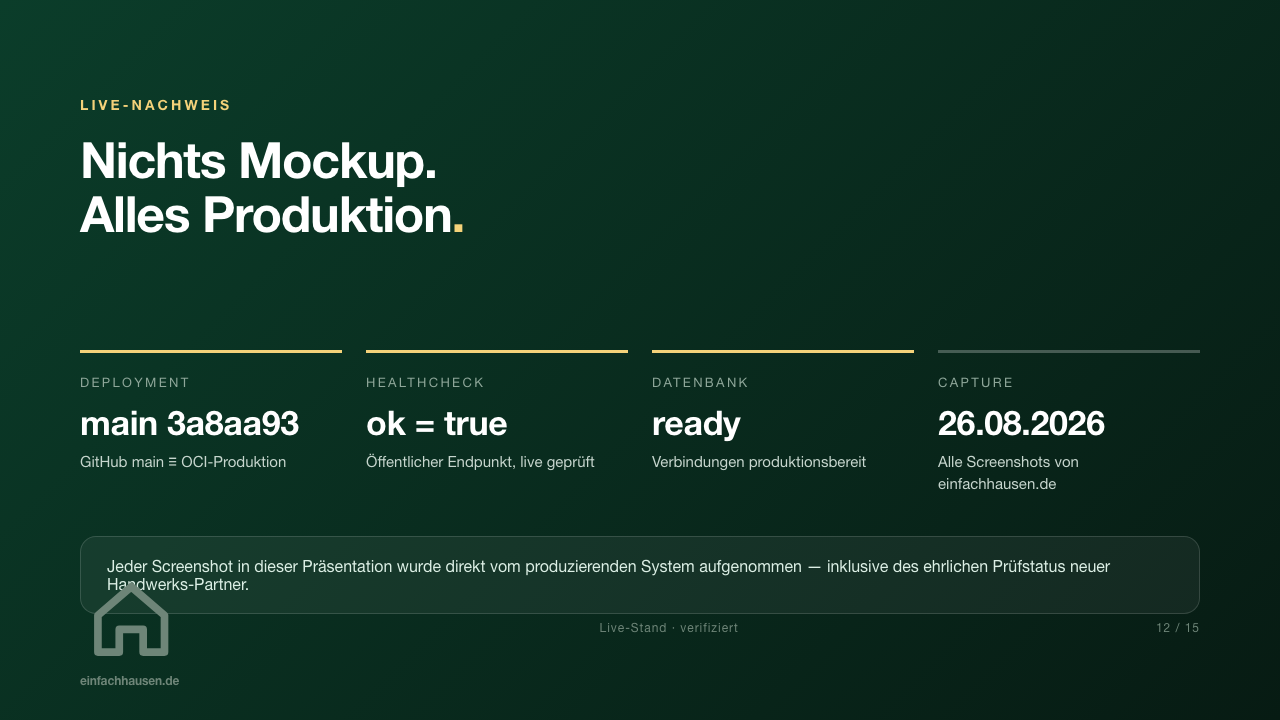 LIVE-NACHWEIS
Nichts Mockup.
Alles Produktion.
DEPLOYMENT
main 3a8aa93
GitHub main ≡ OCI-Produktion
HEALTHCHECK
ok = true
Öffentlicher Endpunkt, live geprüft
DATENBANK
ready
Verbindungen produktionsbereit
CAPTURE
26.08.2026
Alle Screenshots von
einfachhausen.de
Jeder Screenshot in dieser Präsentation wurde direkt vom produzierenden System aufgenommen — inklusive des ehrlichen Prüfstatus neuer
Handwerks-Partner.
Live-Stand · verifiziert
12 / 15
einfachhausen.de